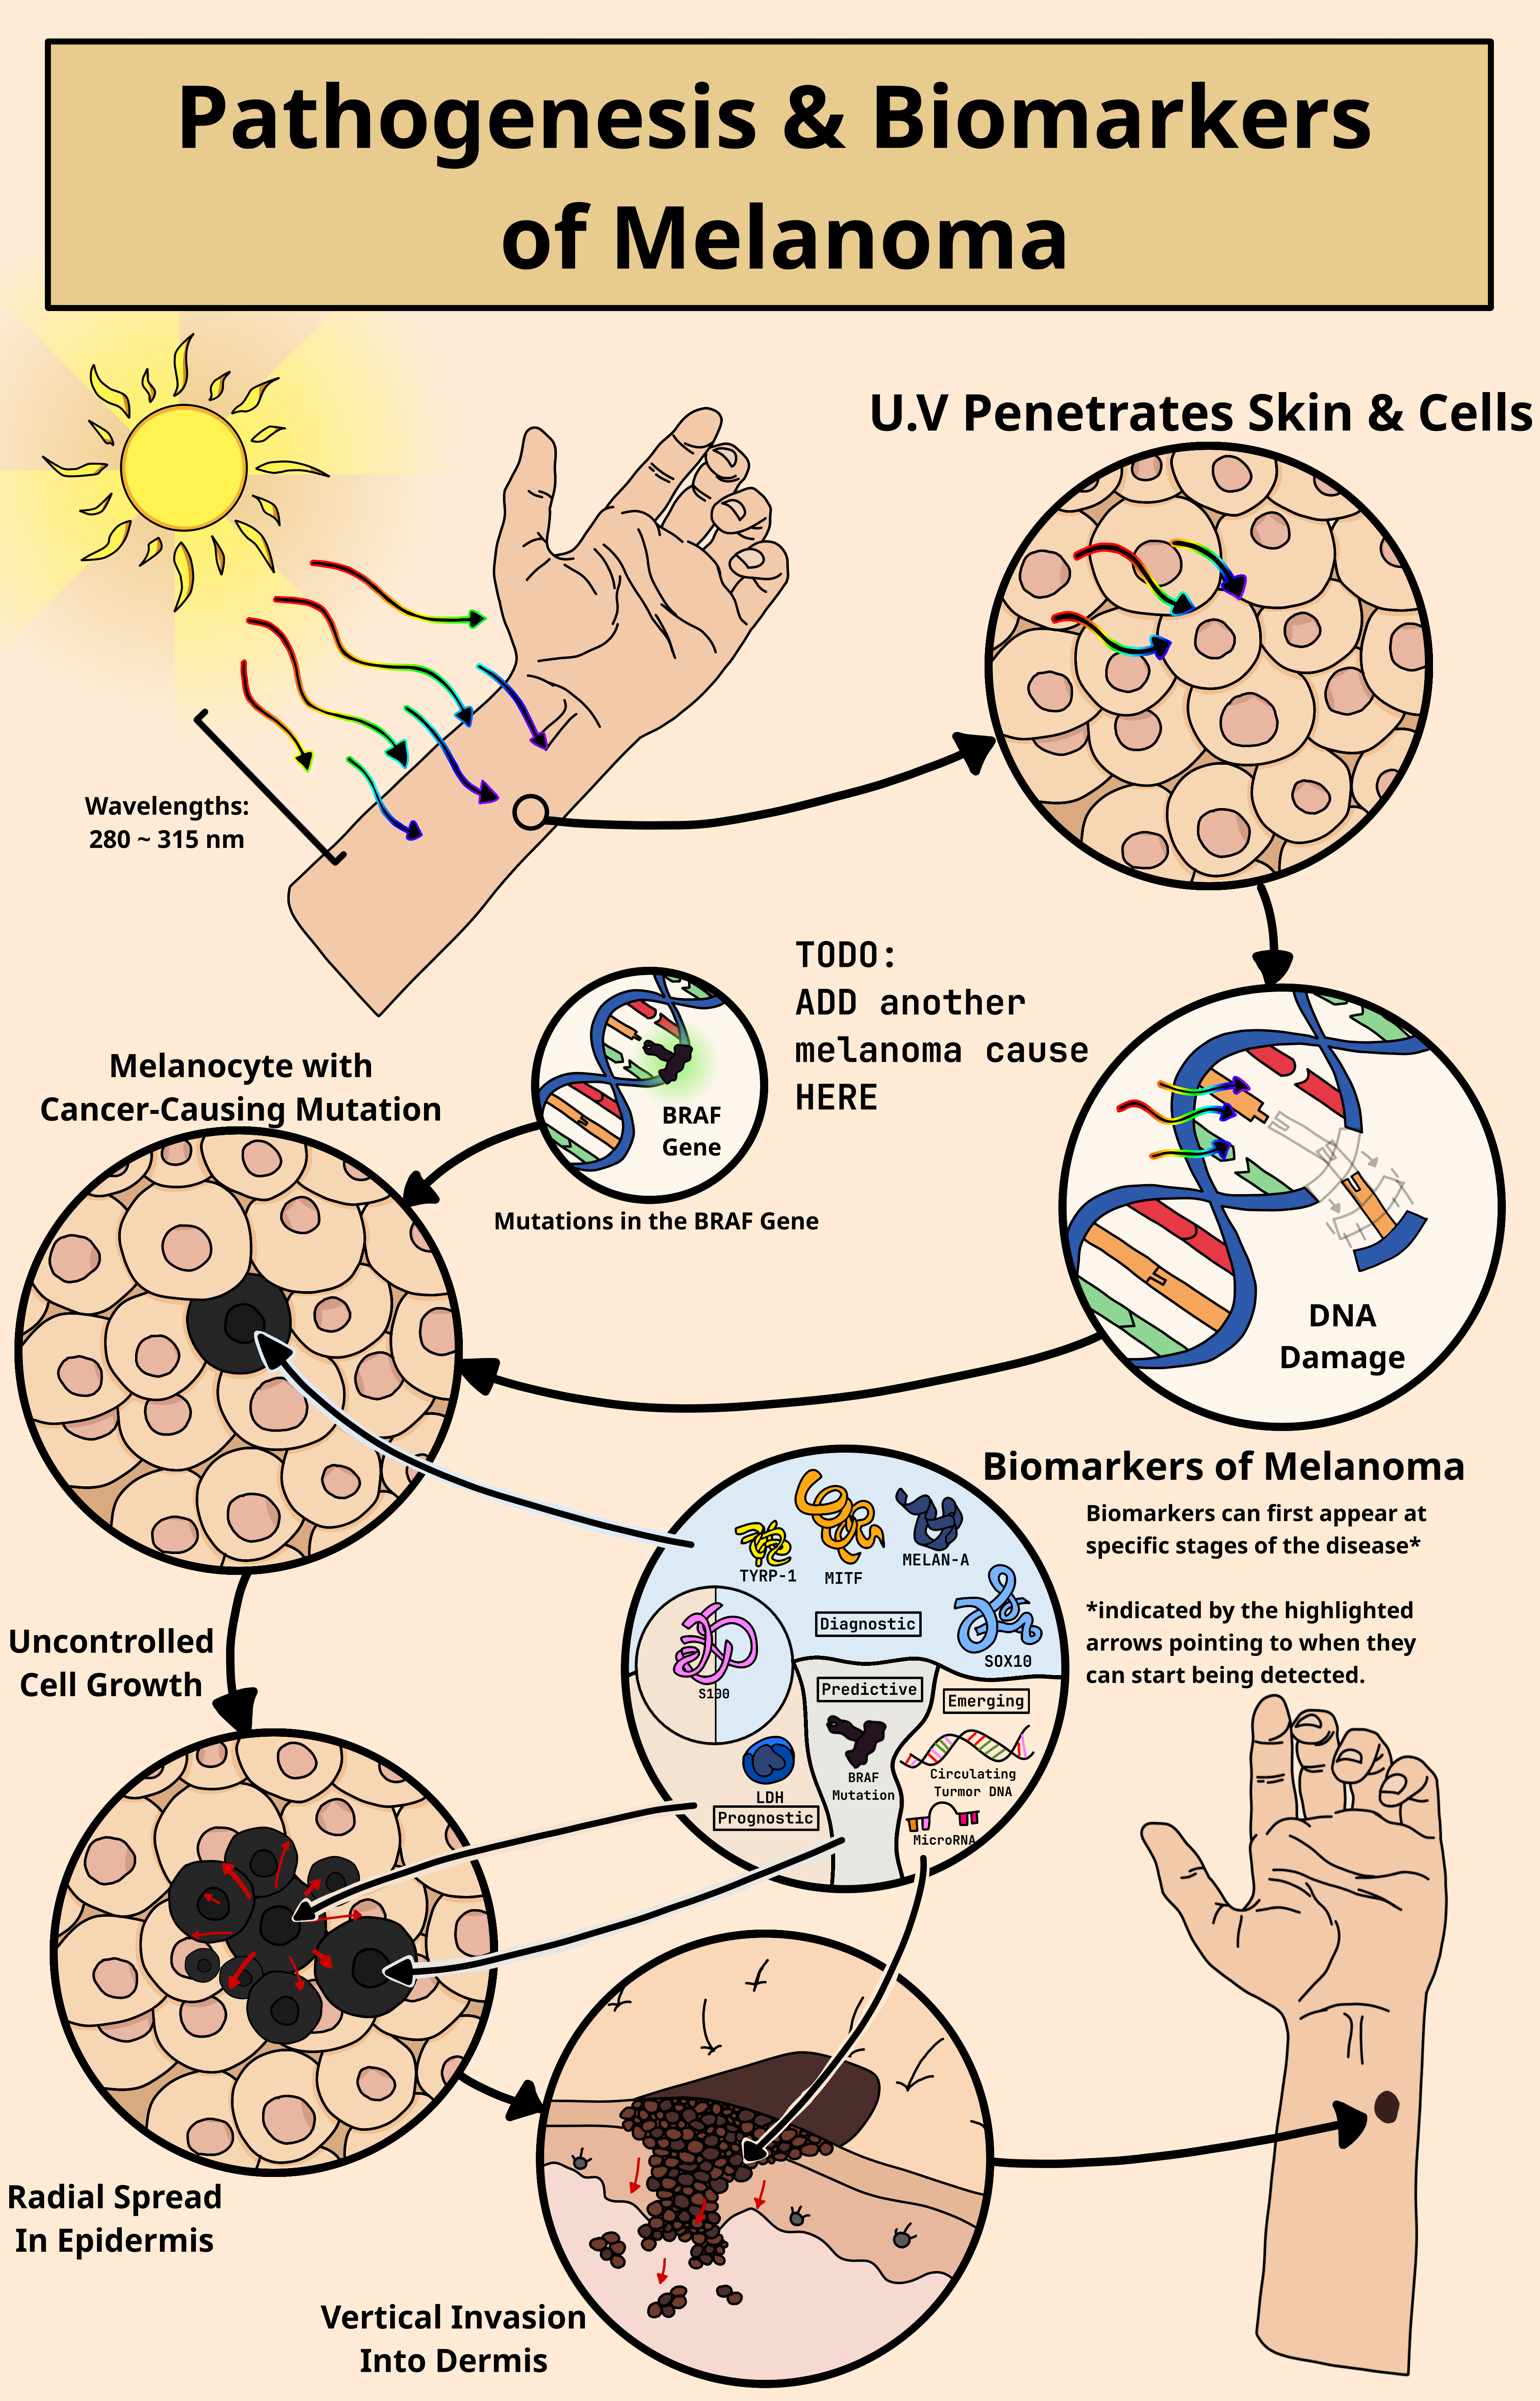 Pathogenesis & Biomarkers
of Melanoma
U.V Penetrates Skin & Cells
Wavelengths:
280 ~ 315 nm
TODO:
ADD another
melanoma cause
HERE
BRAF
Gene
Mutations in the BRAF Gene
Melanocyte with
Cancer-Causing Mutation
DNA
Damage
Biomarkers of Melanoma
Biomarkers can first appear at
specific stages of the disease*
*indicated by the highlighted
arrows pointing to when they
can start being detected.
TYRP-1
MITF
MELAN-A
SOX10
Diagnostic
S100
Predictive
Emerging
BRAF
Mutation
Circulating
Turmor DNA
MicroRNA
LDH
Prognostic
Uncontrolled
Cell Growth
Radial Spread
In Epidermis
Vertical Invasion
Into Dermis